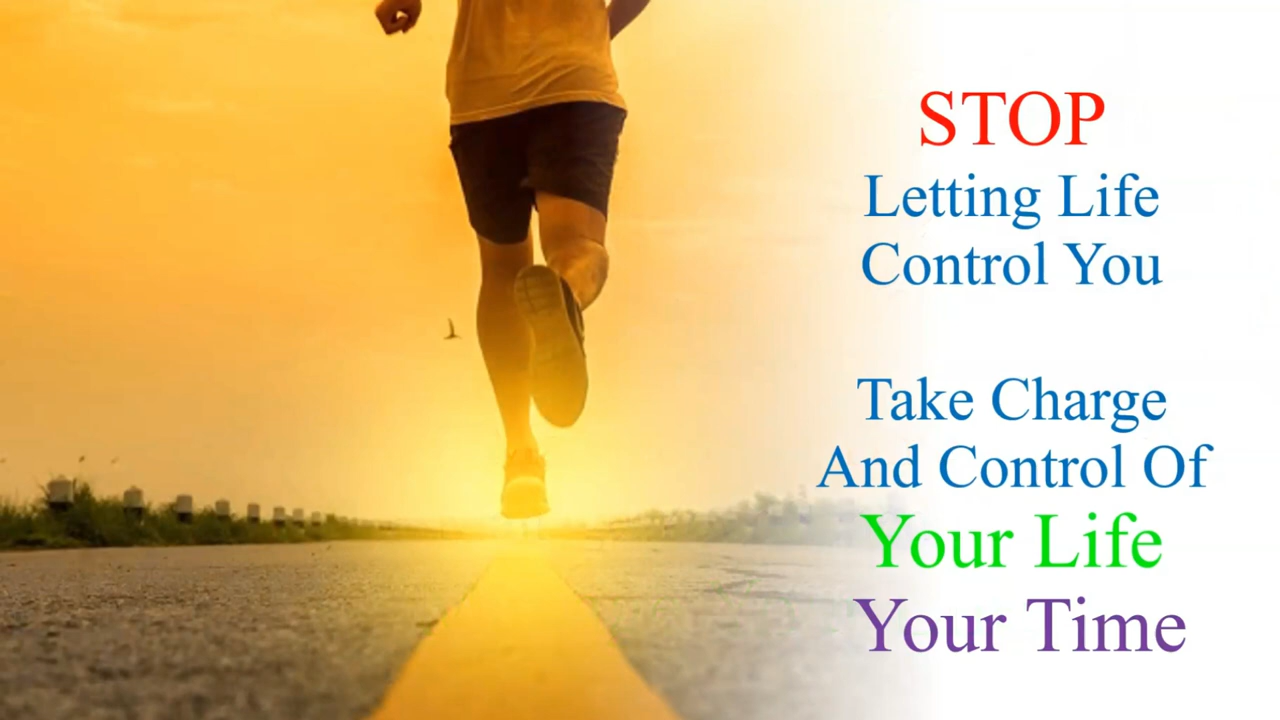 STOP
Letting Life
Control You
Take Charge
And Control Of
Your Life
Your Time